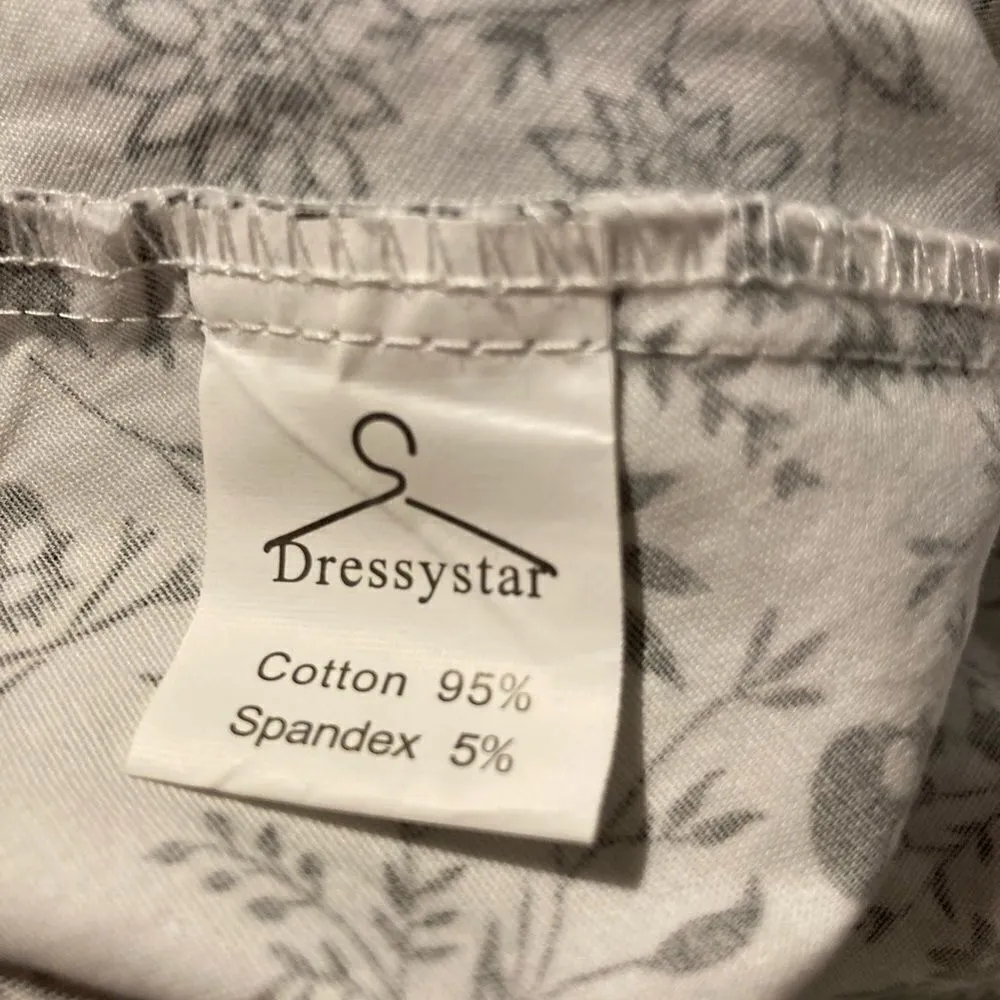 Dressystar
Cotton 95%
Spandex 5%